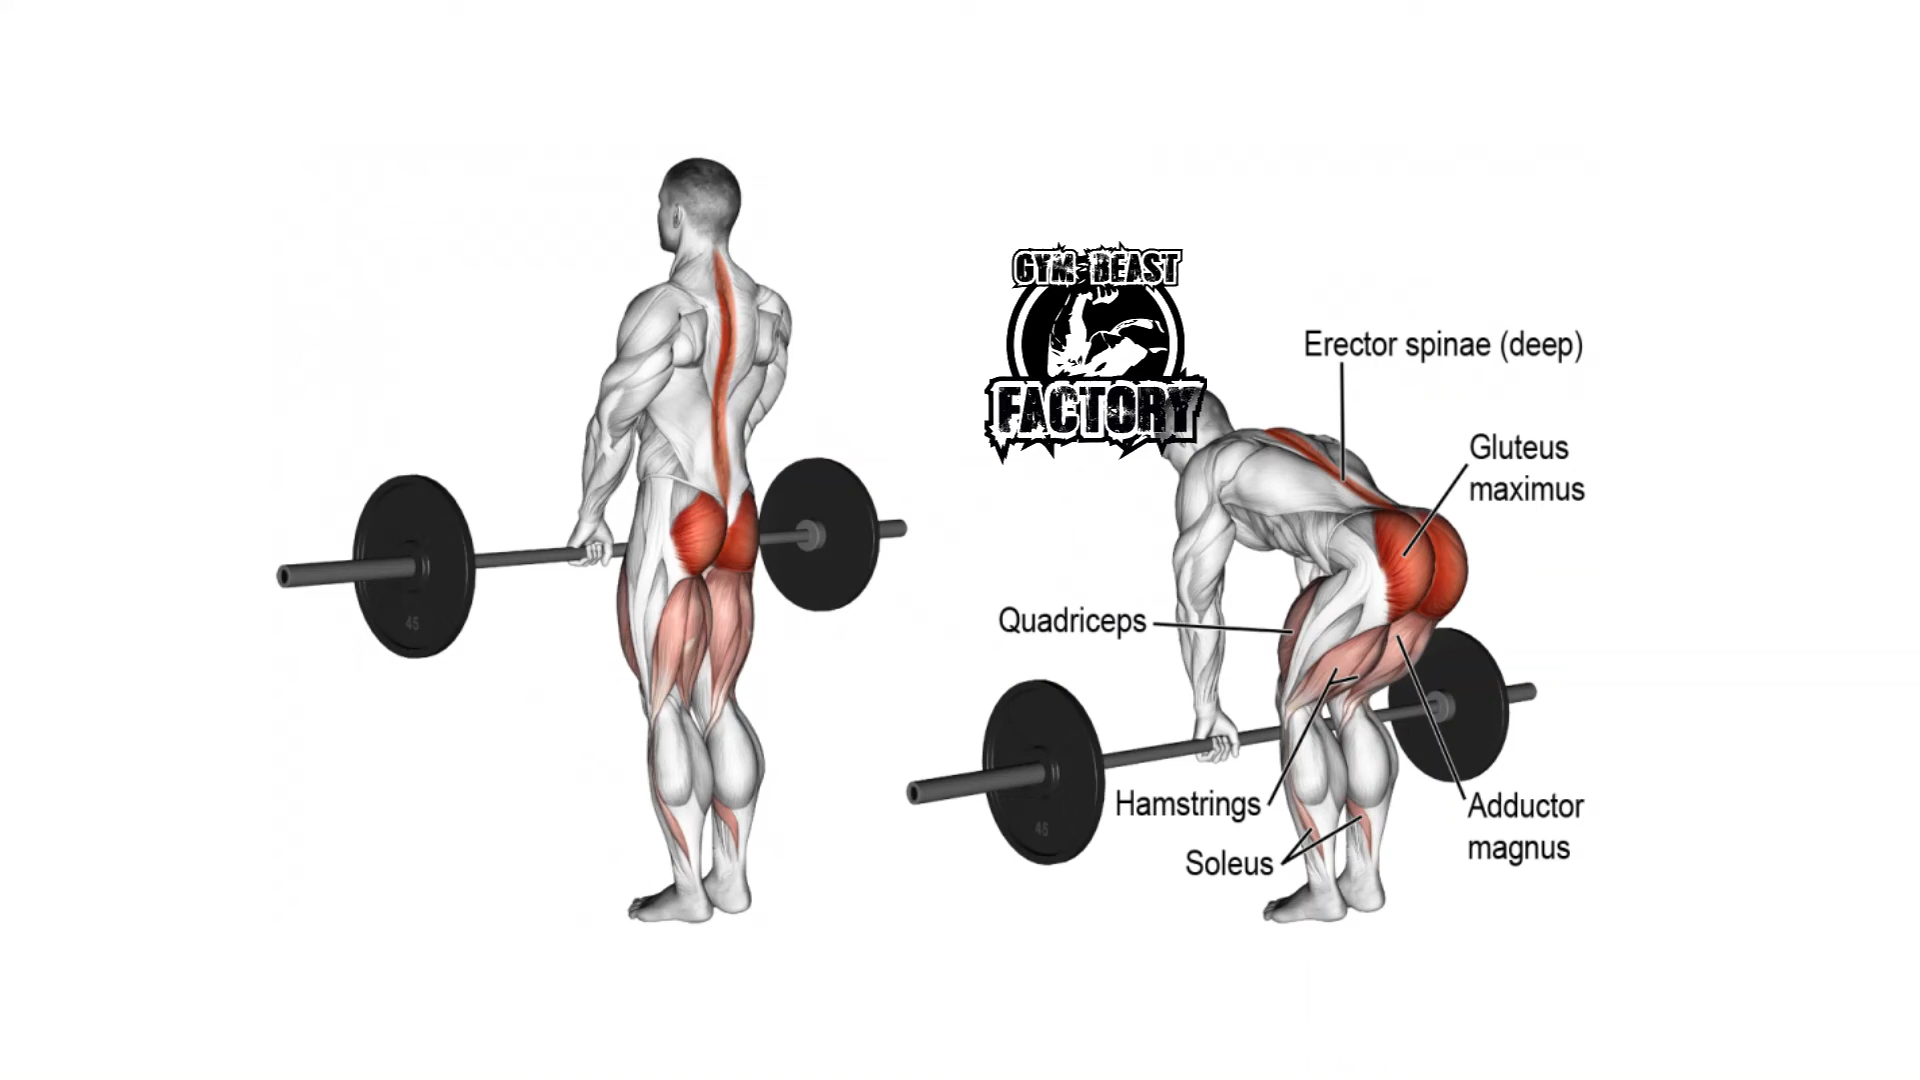 GYM BEAST
FACTORY
Erector spinae (deep)
Gluteus
maximus
Quadriceps
Hamstrings
Adductor
magnus
Soleus
45
45